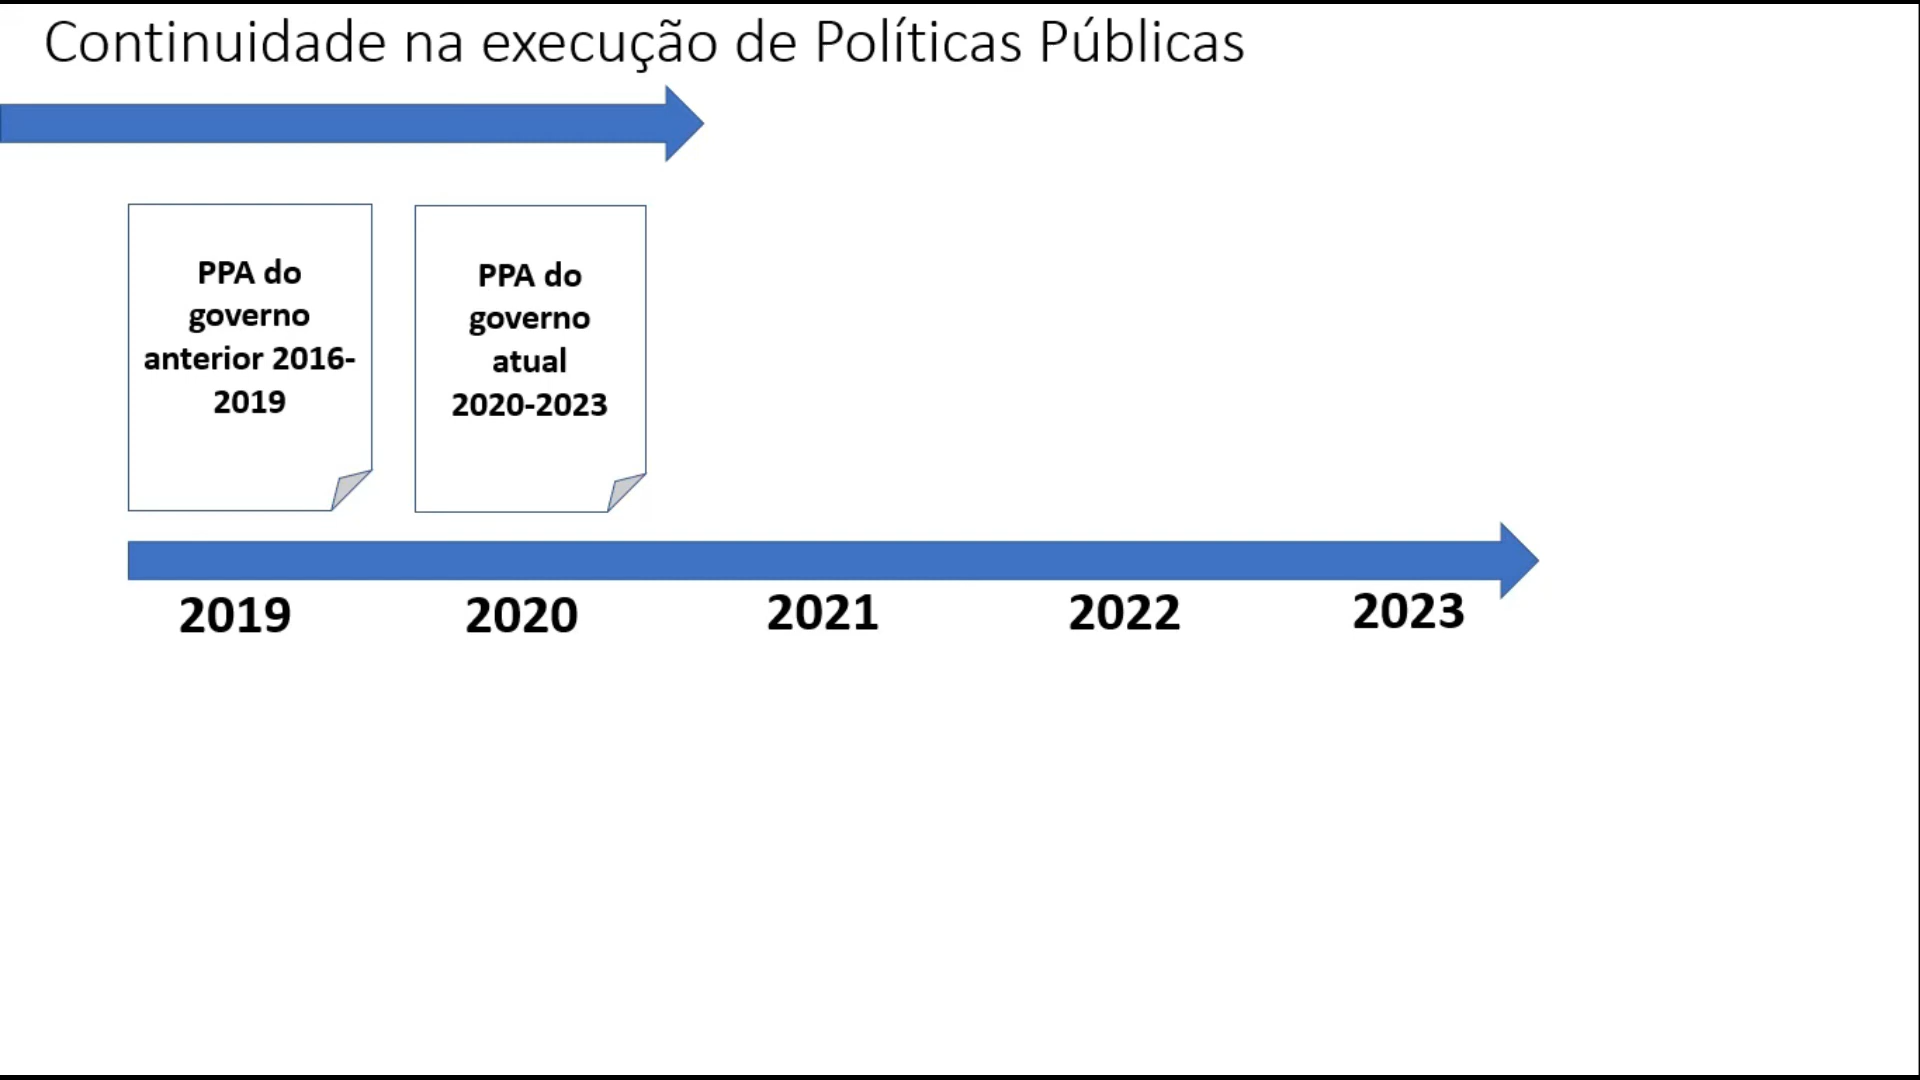 Continuidade na execução de Políticas Públicas
PPA do
governo
anterior 2016-
2019
PPA do
governo
atual
2020-2023
2019
2020
2021
2022
2023